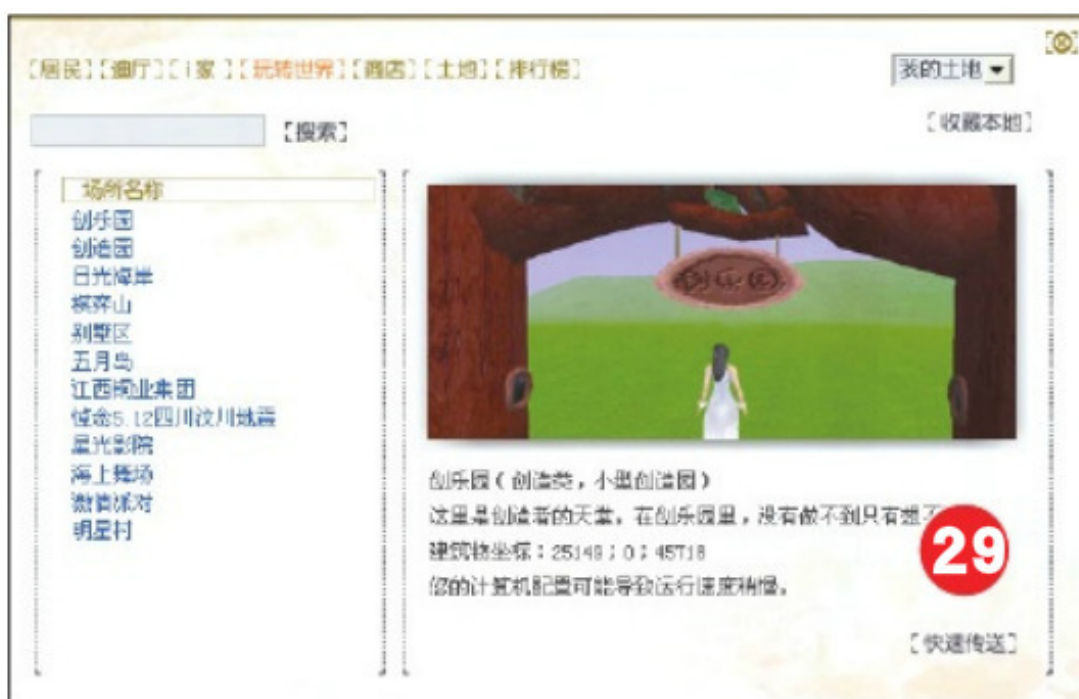 [居民][迪厅][i家][玩转世界][商店][土地][排行榜]
我的土地
[搜索]
[收藏本地]
场所名称
创乐园
创造园
日光海岸
棋弈山
别墅区
五月岛
江西铜业集团
悼念5.12四川汶川地震
星光影院
海上舞场
激情派对
明星村
创乐园
创乐园(创造类,小型创造园)
这里是创造者的天堂,在创乐园里,没有做不到只有想不
建筑物坐标:25149;0;45718
您的计算机配置可能导致运行速度稍慢。
29
[快速传送]